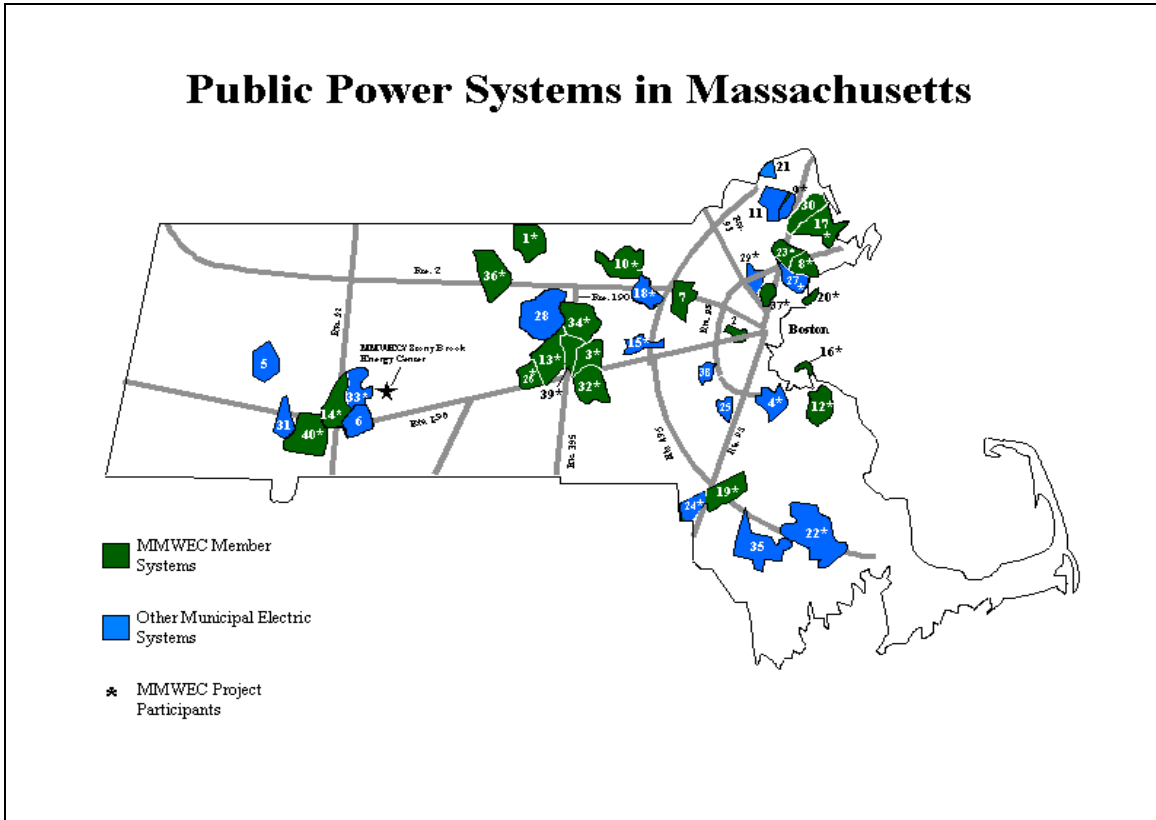 Public Power Systems in Massachusetts
21
9*
11
30
17*
1*
36*
Rte. 2
10*
29*
23*
8*
27*
18*
7
37*
20*
Rte. 190
28
34*
Rte. 95
2
Boston
Rte. 91
MMWEC's Stony Brook
Energy Center
5
15*
13*
3*
16*
26*
39*
32*
38
33*
14*
6
31
40*
Rte. 190
25
4*
12*
Rte. 395
Rte. 495
Rte. 95
24*
19*
35
22*
MMWEC Member
Systems
Other Municipal Electric
Systems
* MMWEC Project
Participants